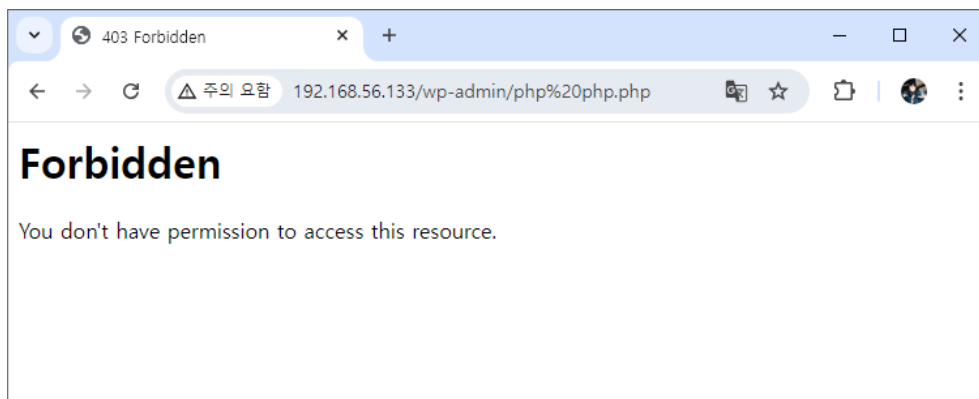 403 Forbidden
주의 요함 192.168.56.133/wp-admin/php%20php.php
Forbidden
You don't have permission to access this resource.